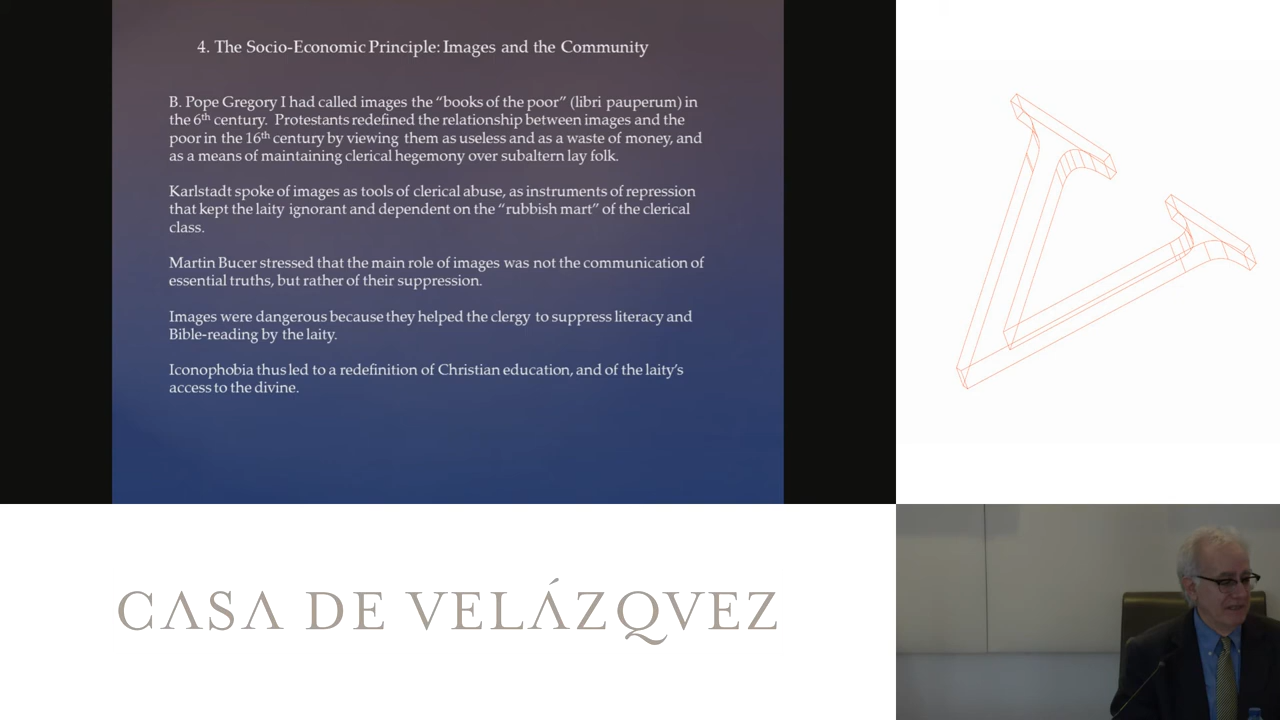 4. The Socio-Economic Principle: Images and the Community
B. Pope Gregory I had called images the “books of the poor” (libri pauperum) in
the 6th century. Protestants redefined the relationship between images and the
poor in the 16th century by viewing them as useless and as a waste of money, and
as a means of maintaining clerical hegemony over subaltern lay folk.
Karlstadt spoke of images as tools of clerical abuse, as instruments of repression
that kept the laity ignorant and dependent on the “rubbish mart” of the clerical
class.
Martin Bucer stressed that the main role of images was not the communication of
essential truths, but rather of their suppression.
Images were dangerous because they helped the clergy to suppress literacy and
Bible-reading by the laity.
Iconophobia thus led to a redefinition of Christian education, and of the laity’s
access to the divine.
CASA DE VELÁZQVEZ